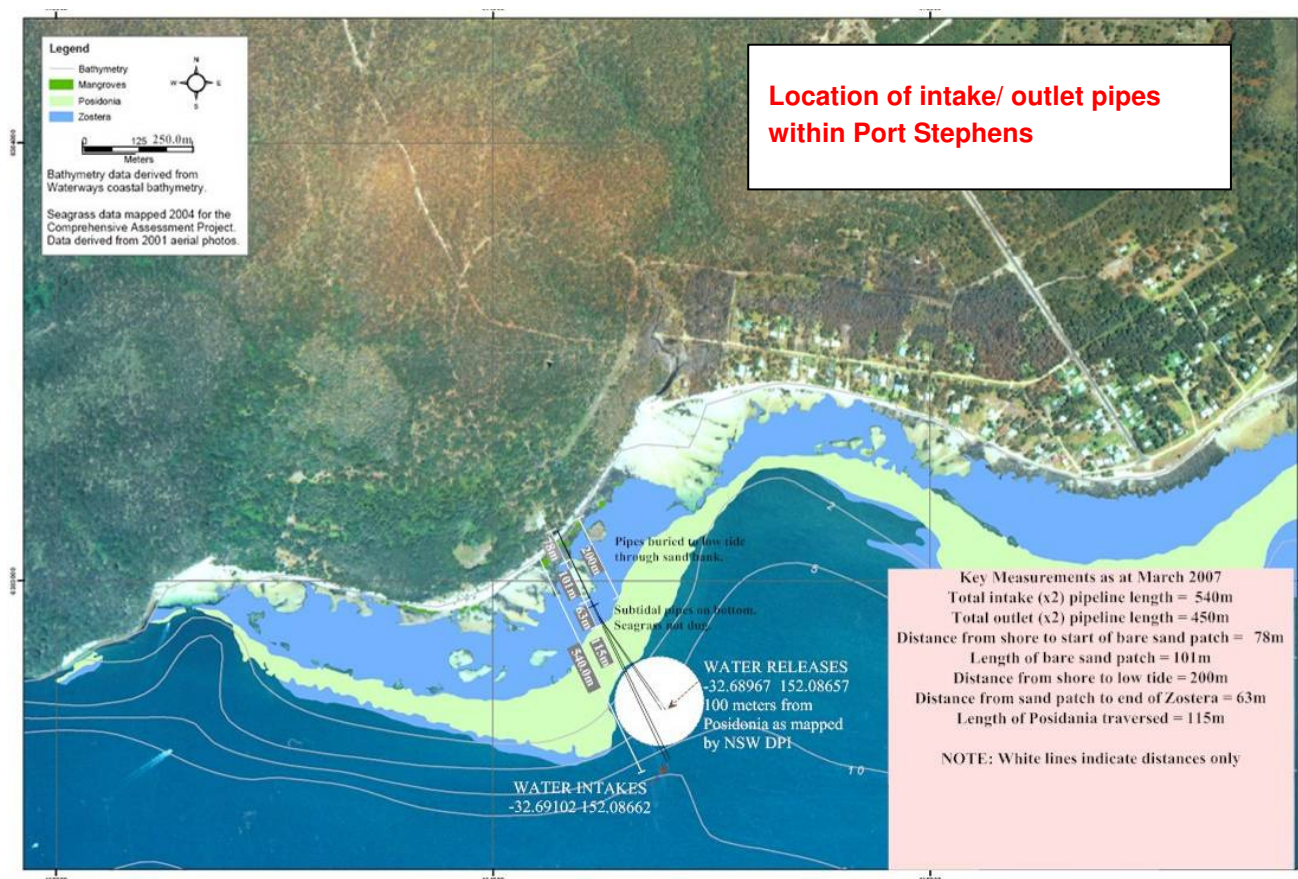 Legend
Bathymetry
Mangroves
Posidonia
Zostera
N
W E
S
0 125 250.0m
Meters
Bathymetry data derived from
Waterways coastal bathymetry.
Seagrass data mapped 2004 for the
Comprehensive Assessment Project.
Data derived from 2001 aerial photos.
Location of intake/ outlet pipes
within Port Stephens
Pipes buried to low tide
through sand bank.
78m
200m
101m
63m
115m
540.0m
Subtidal pipes on bottom.
Seagrass not dug.
WATER RELEASES
-32.68967 152.08657
100 meters from
Posidonia as mapped
by NSW DPI
WATER INTAKES
-32.69102 152.08662
5
10
Key Measurements as at March 2007
Total intake (x2) pipeline length = 540m
Total outlet (x2) pipeline length = 450m
Distance from shore to start of bare sand patch = 78m
Length of bare sand patch = 101m
Distance from shore to low tide = 200m
Distance from sand patch to end of Zostera = 63m
Length of Posidania traversed = 115m
NOTE: White lines indicate distances only